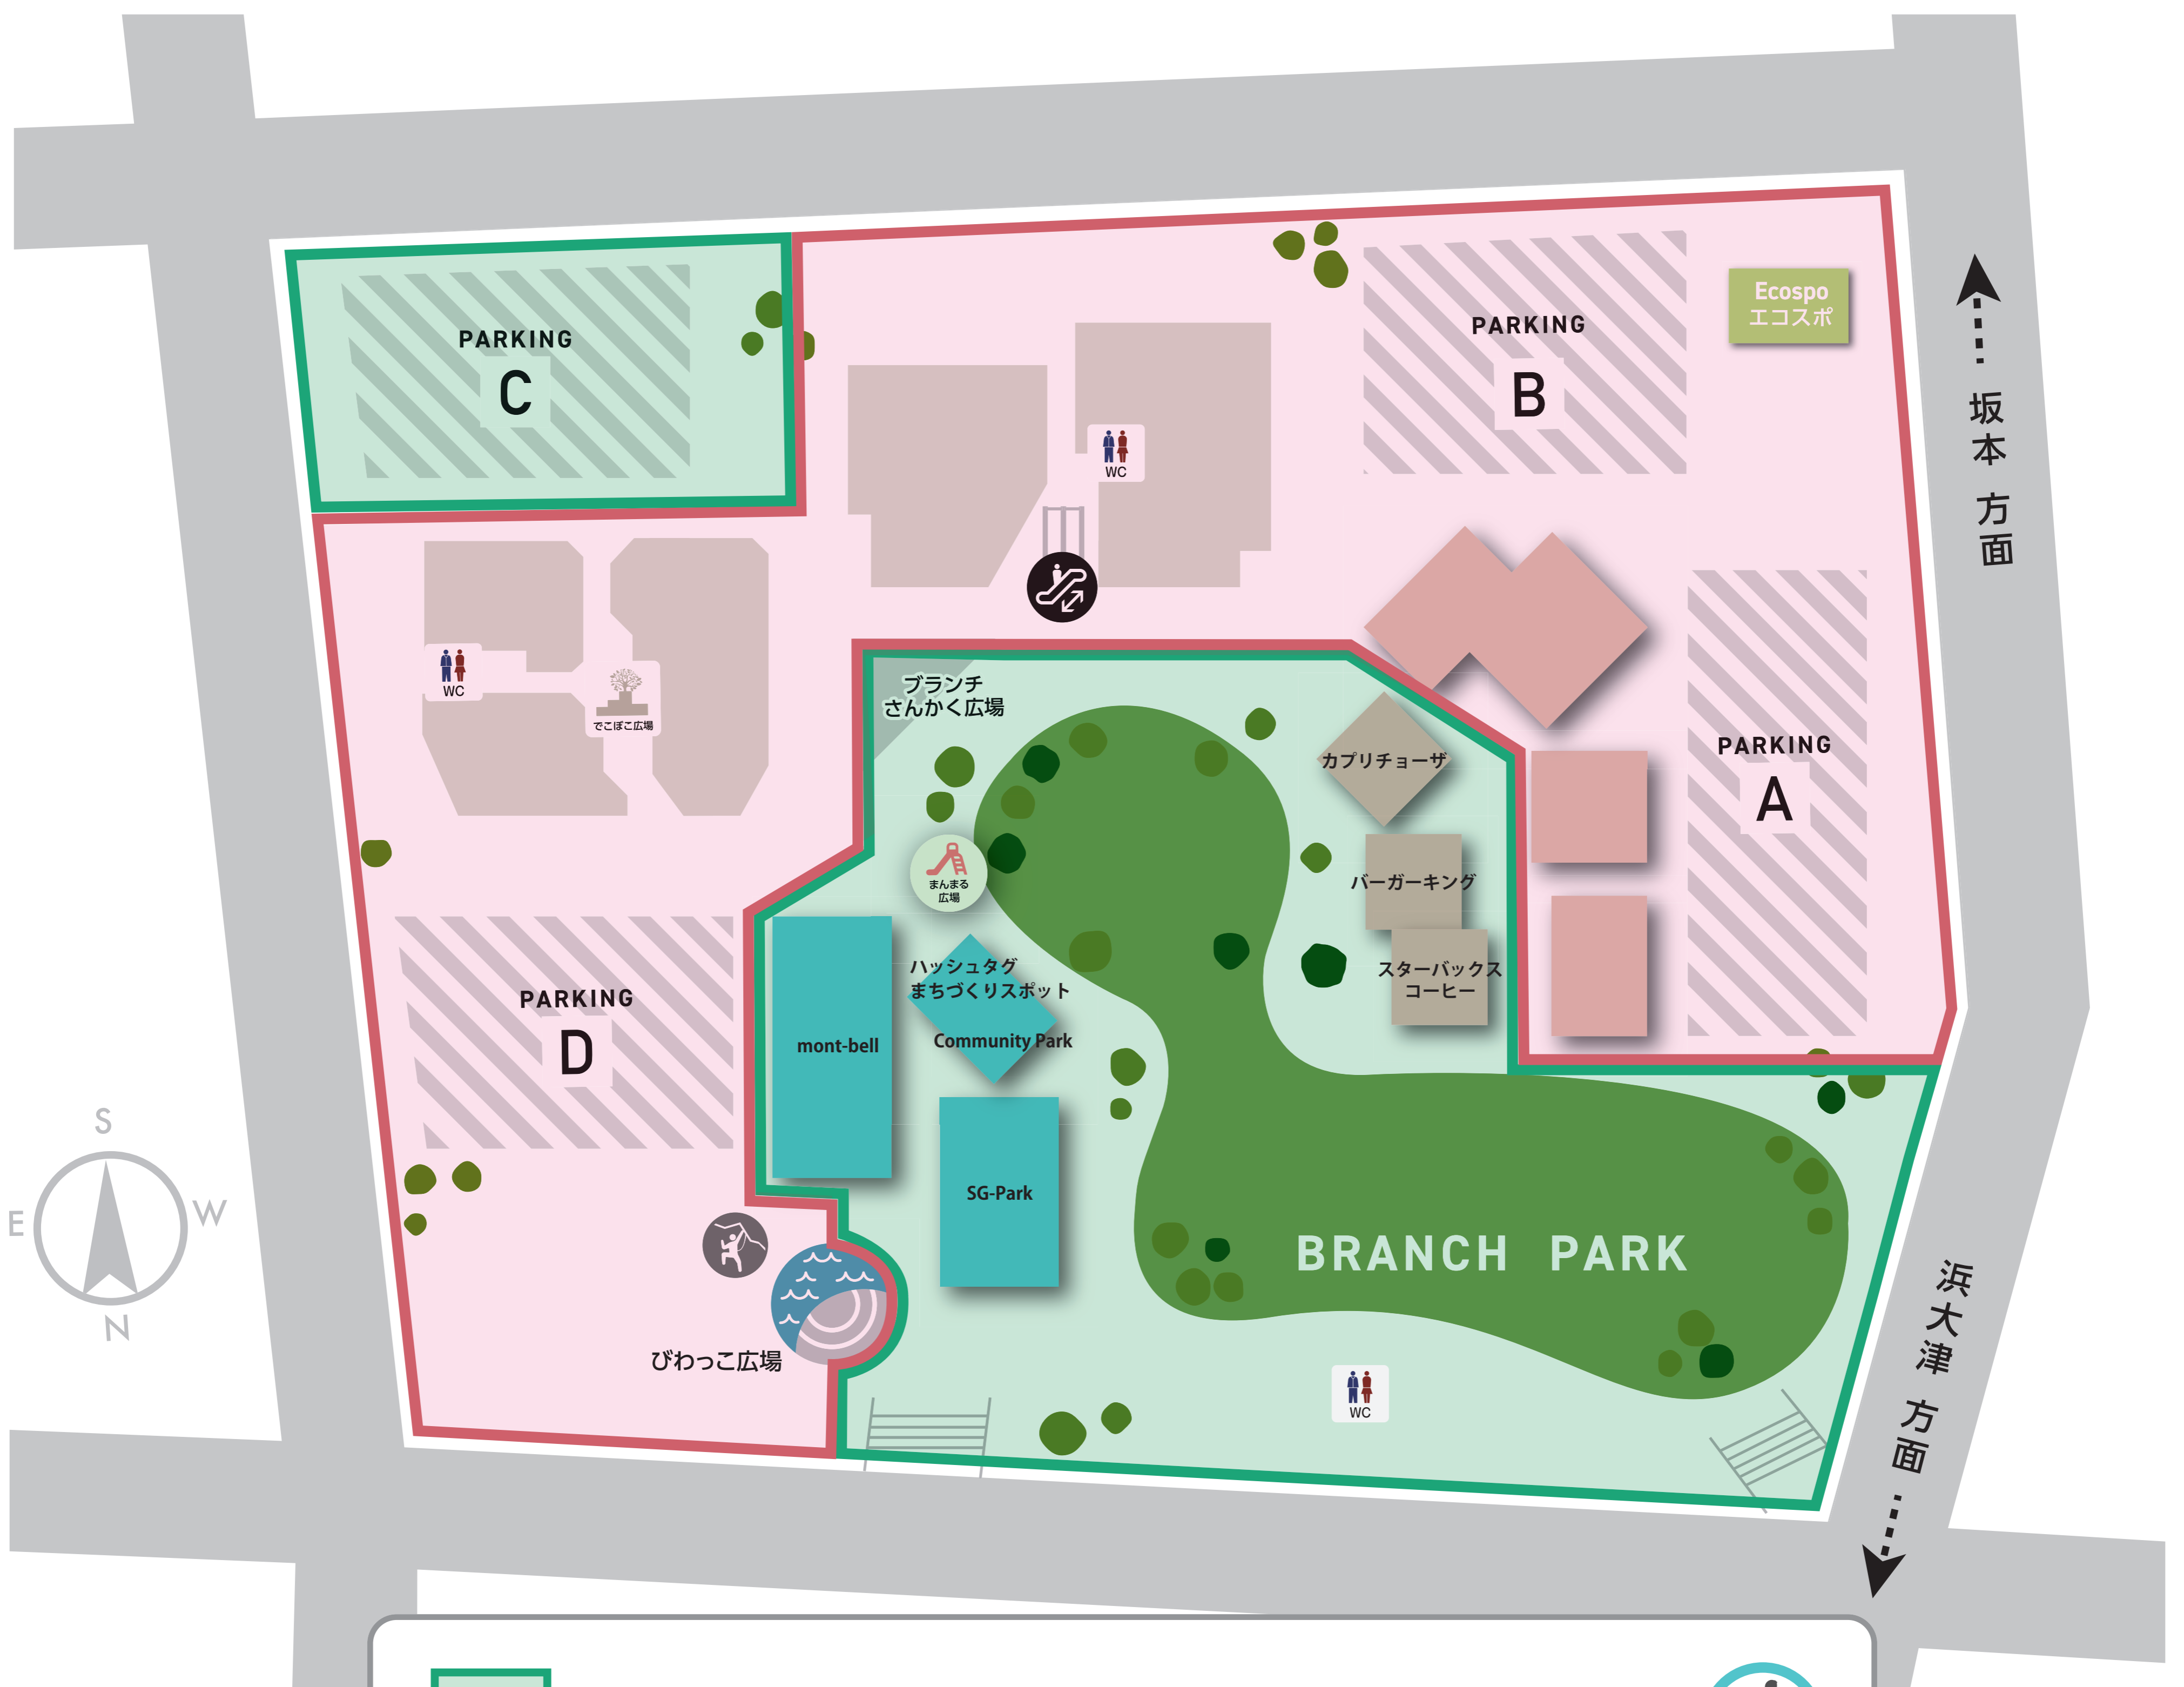 PARKING
C
PARKING
B
Ecospo
エコスポ
坂本 方面
WC
WC
でこぼこ広場
ブランチ
さんかく広場
カプリチョーザ
PARKING
A
まんまる
広場
バーガーキング
スターバックス
コーヒー
ハッシュタグ
まちづくりスポット
Community Park
mont-bell
PARKING
D
SG-Park
S
E
W
N
BRANCH PARK
びわっこ広場
WC
浜大津 方面